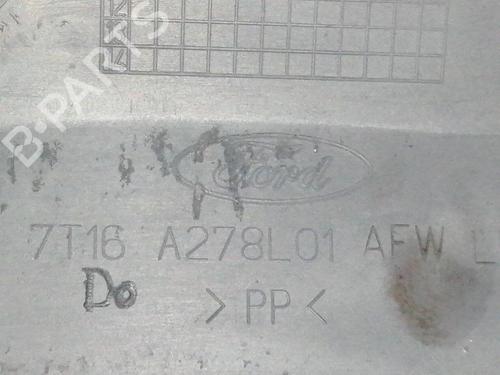 B-PARTS
Ford
7T16 A278L01 AFW L
Do
>PP<